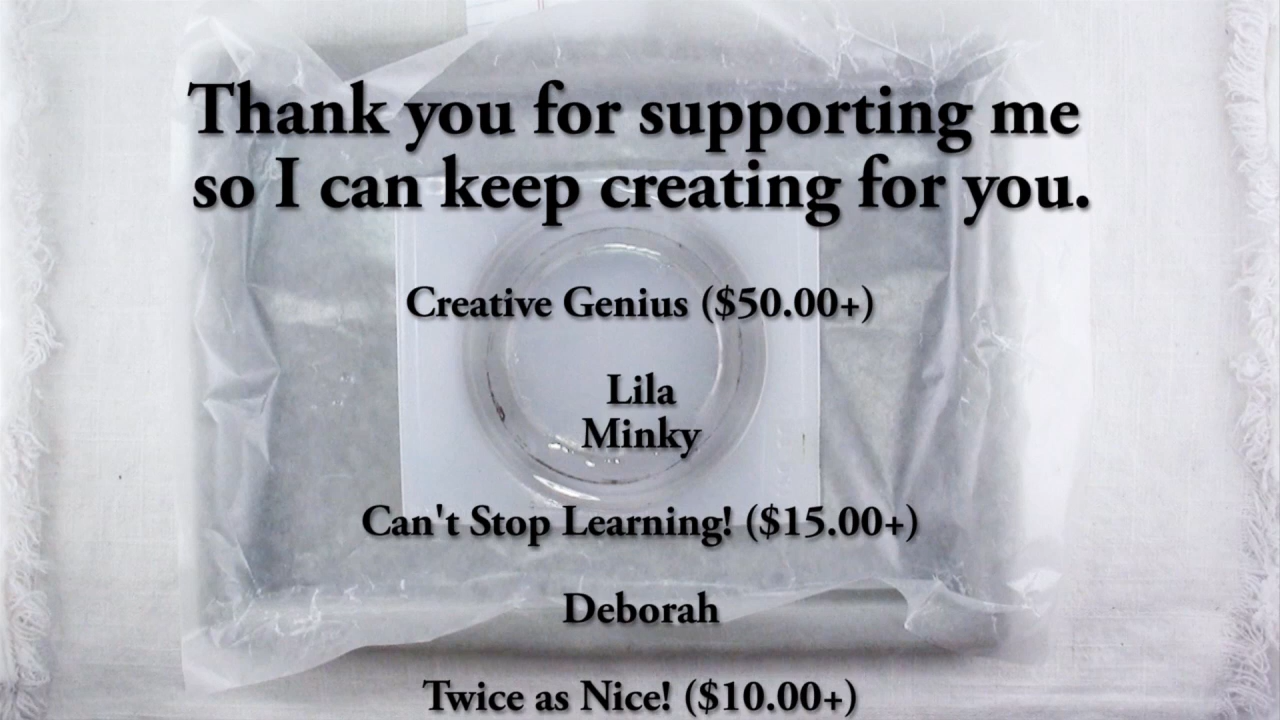 Thank you for supporting me
so I can keep creating for you.
Creative Genius ($50.00+)
Lila
Minky
Can't Stop Learning! ($15.00+)
Deborah
Twice as Nice! ($10.00+)